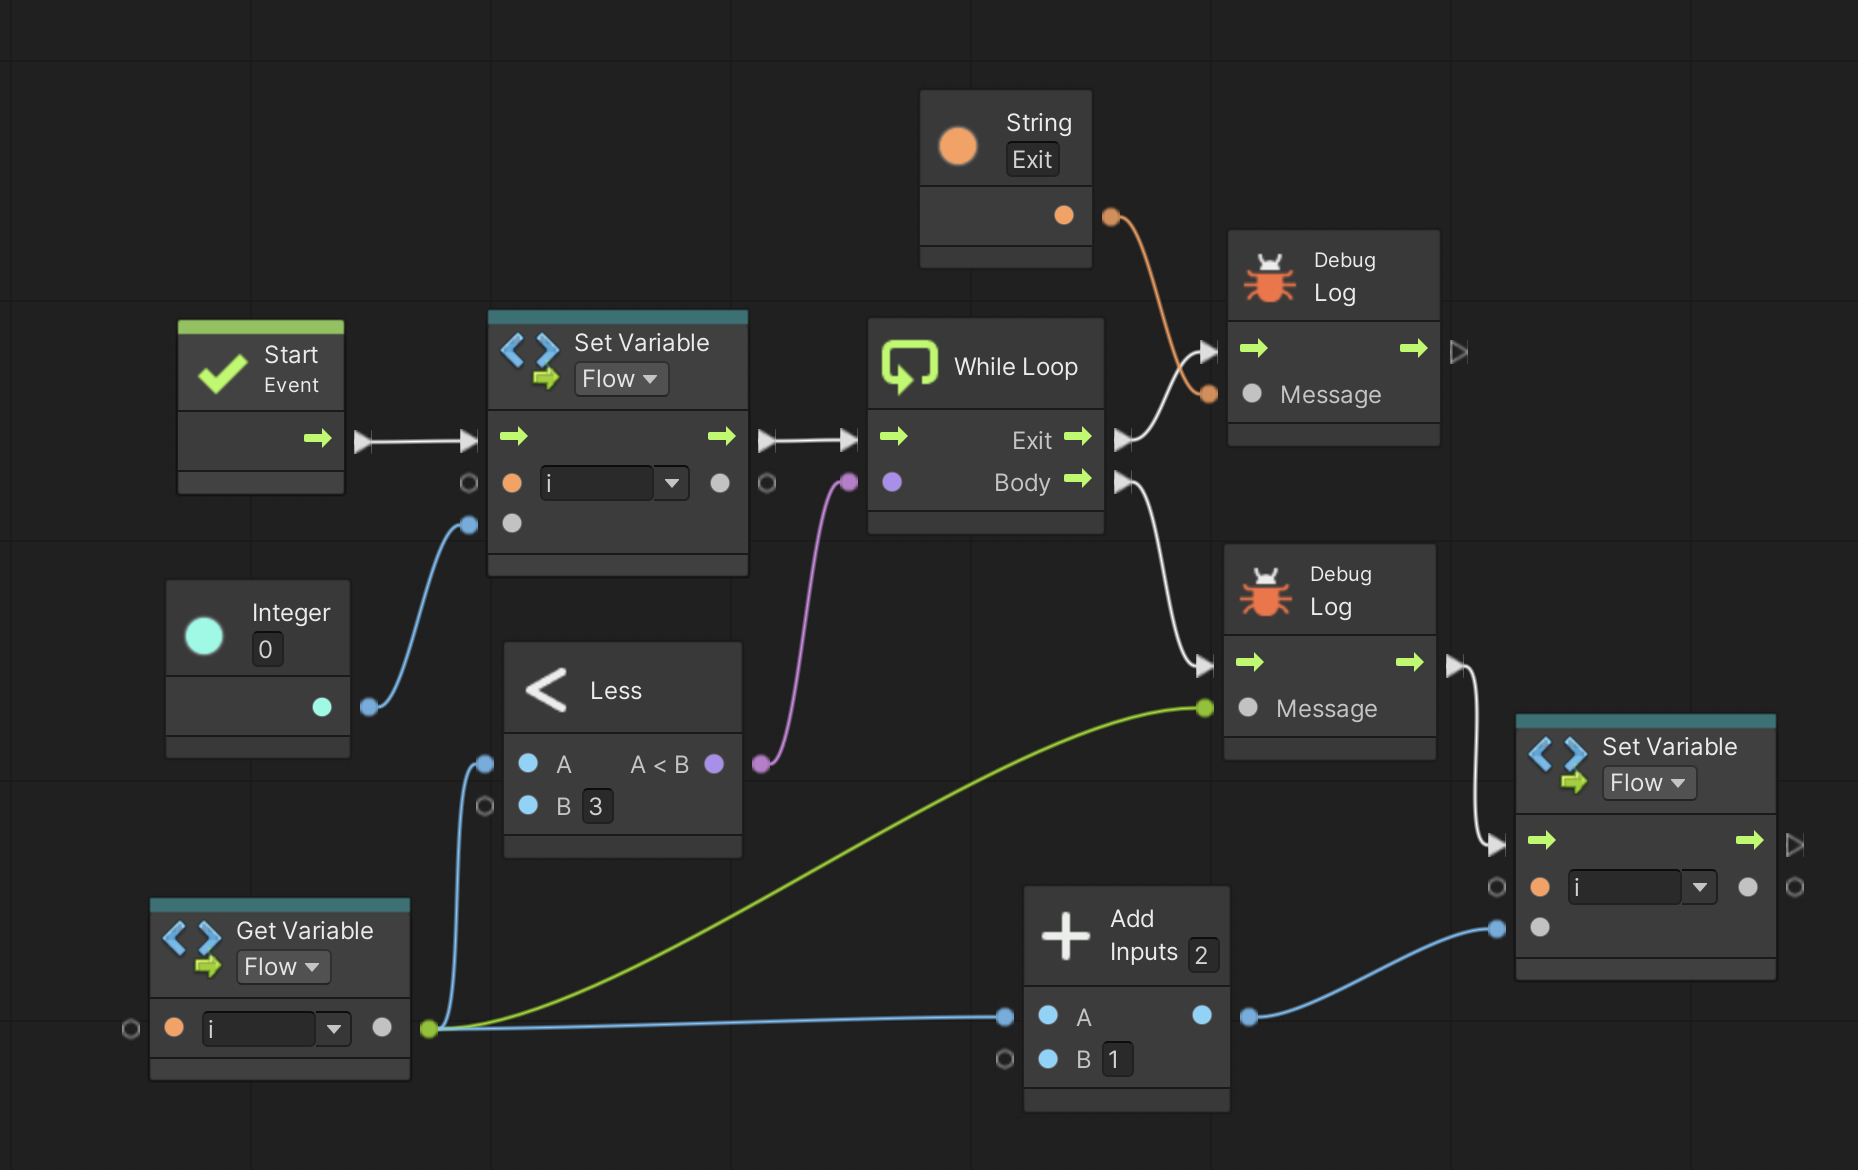 String
Exit
Debug
Log
Message
Start
Event
Set Variable
Flow
i
While Loop
Exit
Body
Integer
0
Less
A A < B
B 3
Debug
Log
Message
Set Variable
Flow
i
Get Variable
Flow
i
Add
Inputs 2
A
B 1